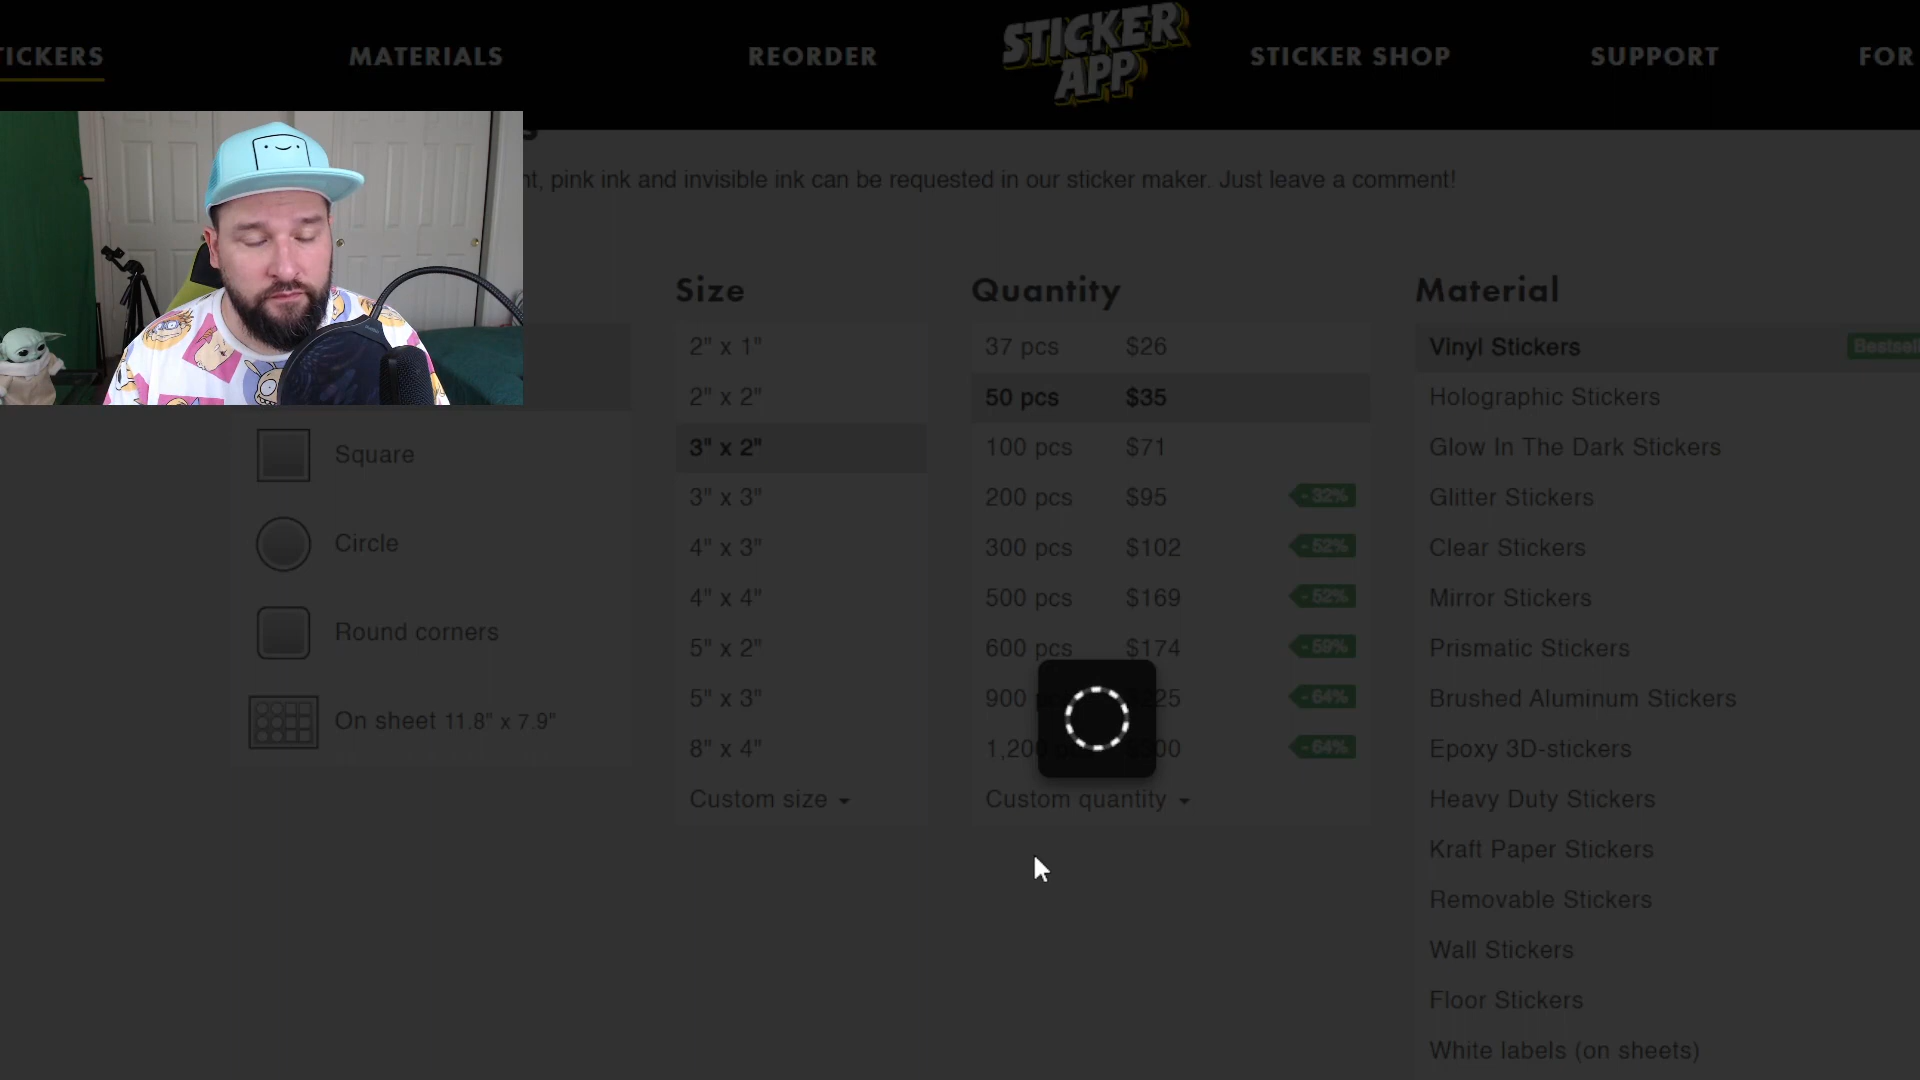 TICKERS
MATERIALS
REORDER
STICKER
APP
STICKER SHOP
SUPPORT
FOR
nt, pink ink and invisible ink can be requested in our sticker maker. Just leave a comment!
Square
Circle
Round corners
On sheet 11.8" x 7.9"
Size
2" x 1"
2" x 2"
3" x 2"
3" x 3"
4" x 3"
4" x 4"
5" x 2"
5" x 3"
8" x 4"
Custom size
Quantity
37 pcs $26
50 pcs $35
100 pcs $71
200 pcs $95 - 32%
300 pcs $102 - 52%
500 pcs $169 - 52%
600 pcs $174 - 59%
900 - 64%
1,200 - 64%
Custom quantity
Material
Vinyl Stickers Bestsell
Holographic Stickers
Glow In The Dark Stickers
Glitter Stickers
Clear Stickers
Mirror Stickers
Prismatic Stickers
Brushed Aluminum Stickers
Epoxy 3D-stickers
Heavy Duty Stickers
Kraft Paper Stickers
Removable Stickers
Wall Stickers
Floor Stickers
White labels (on sheets)